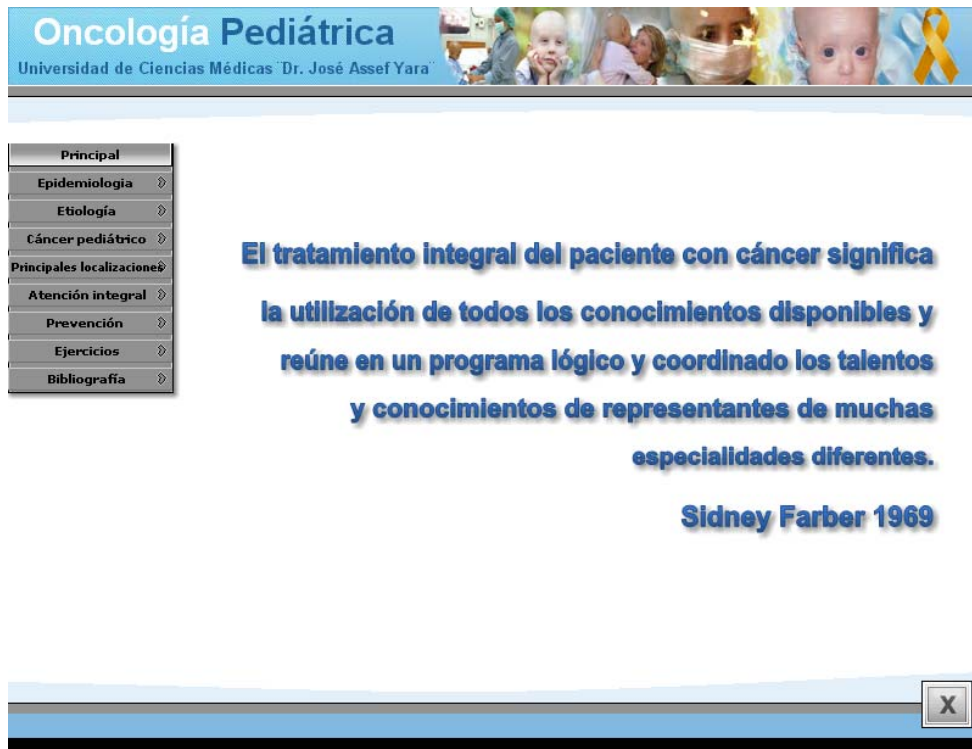 Oncología Pediátrica
Universidad de Ciencias Médicas ¨Dr. José Assef Yara¨
Principal
Epidemiologia
Etiología
Cáncer pediátrico
Principales localizaciones
Atención integral
Prevención
Ejercicios
Bibliografía
El tratamiento integral del paciente con cáncer significa
la utilización de todos los conocimientos disponibles y
reúne en un programa lógico y coordinado los talentos
y conocimientos de representantes de muchas
especialidades diferentes.
Sidney Farber 1969
X